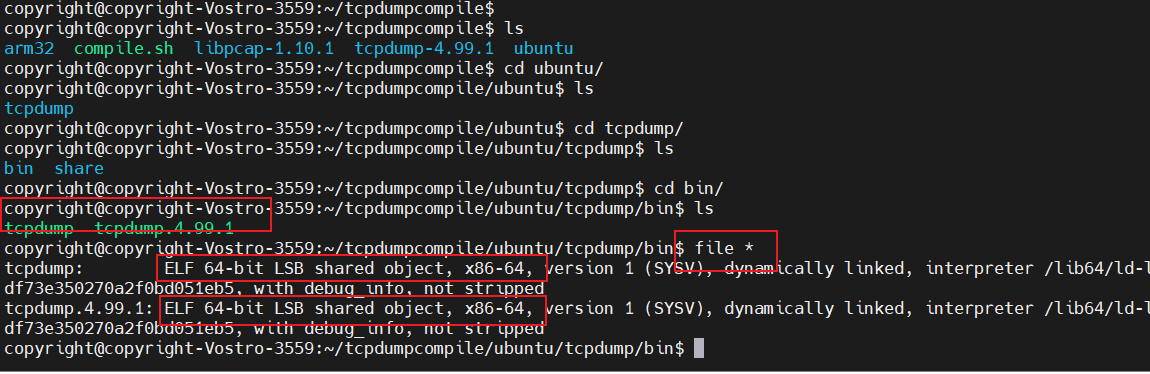 copyright@copyright-Vostro-3559:~/tcpdumpcompile$
copyright@copyright-Vostro-3559:~/tcpdumpcompile$ ls
arm32  compile.sh  libpcap-1.10.1  tcpdump-4.99.1  ubuntu
copyright@copyright-Vostro-3559:~/tcpdumpcompile$ cd ubuntu/
copyright@copyright-Vostro-3559:~/tcpdumpcompile/ubuntu$ ls
tcpdump
copyright@copyright-Vostro-3559:~/tcpdumpcompile/ubuntu$ cd tcpdump/
copyright@copyright-Vostro-3559:~/tcpdumpcompile/ubuntu/tcpdump$ ls
bin  share
copyright@copyright-Vostro-3559:~/tcpdumpcompile/ubuntu/tcpdump$ cd bin/
copyright@copyright-Vostro-3559:~/tcpdumpcompile/ubuntu/tcpdump/bin$ ls
tcpdump  tcpdump.4.99.1
copyright@copyright-Vostro-3559:~/tcpdumpcompile/ubuntu/tcpdump/bin$ file *
tcpdump:        ELF 64-bit LSB shared object, x86-64, version 1 (SYSV), dynamically linked, interpreter /lib64/ld-l
df73e350270a2f0bd051eb5, with debug_info, not stripped
tcpdump.4.99.1: ELF 64-bit LSB shared object, x86-64, version 1 (SYSV), dynamically linked, interpreter /lib64/ld-l
df73e350270a2f0bd051eb5, with debug_info, not stripped
copyright@copyright-Vostro-3559:~/tcpdumpcompile/ubuntu/tcpdump/bin$